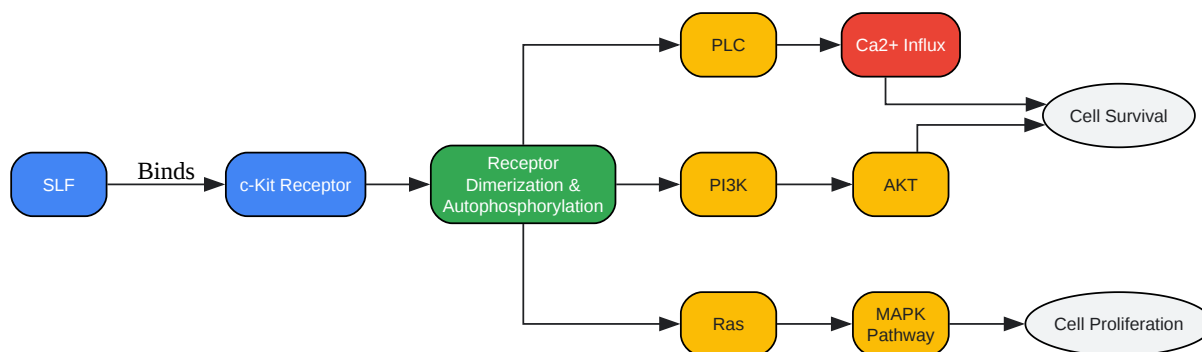 PLC
Ca2+ Influx
Cell Survival
SLF
Binds
c-Kit Receptor
Receptor
Dimerization &
Autophosphorylation
PI3K
AKT
Ras
MAPK
Pathway
Cell Proliferation